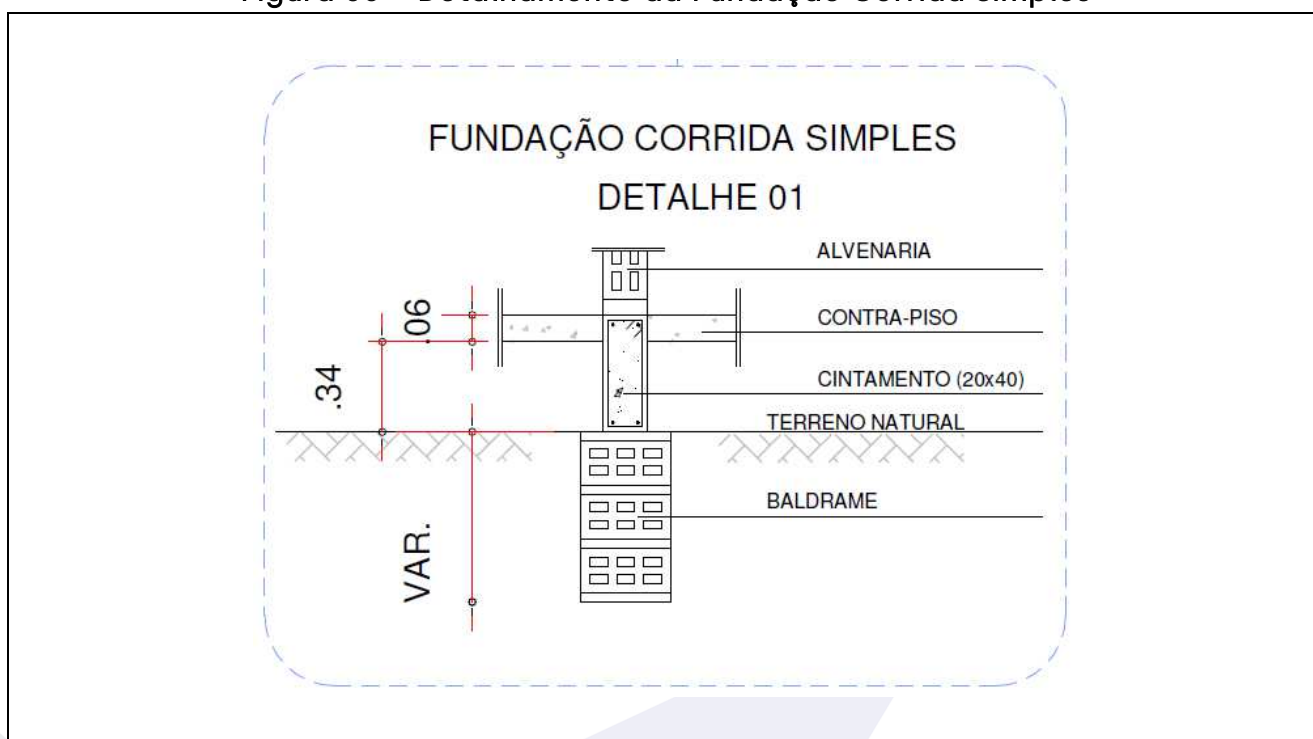 FUNDAÇÃO CORRIDA SIMPLES
DETALHE 01
ALVENARIA
.06
CONTRA-PISO
.34
CINTAMENTO (20x40)
TERRENO NATURAL
BALDRAME
VAR.